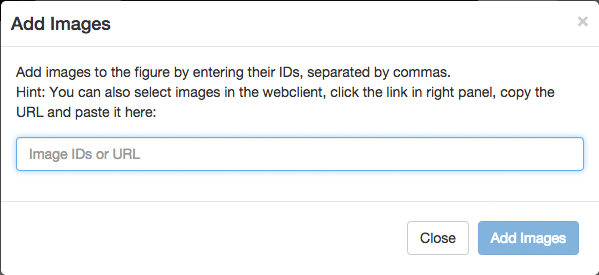 Add Images
×
Add images to the figure by entering their IDs, separated by commas.
Hint: You can also select images in the webclient, click the link in right panel, copy the
URL and paste it here:
Image IDs or URL
Close
Add Images